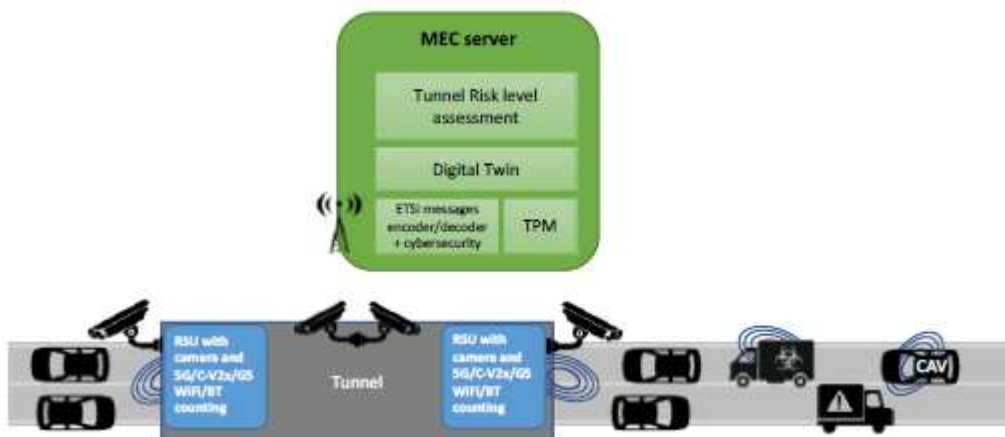 MEC server
Tunnel Risk level
assessment
Digital Twin
ETSI messages
encoder/decoder
+ cybersecurity
TPM
RSU with
camera and
5G/C-V2x/G5
WiFi/BT
counting
Tunnel
RSU with
camera and
5G/C-V2x/G5
WiFi/BT
counting
CAV